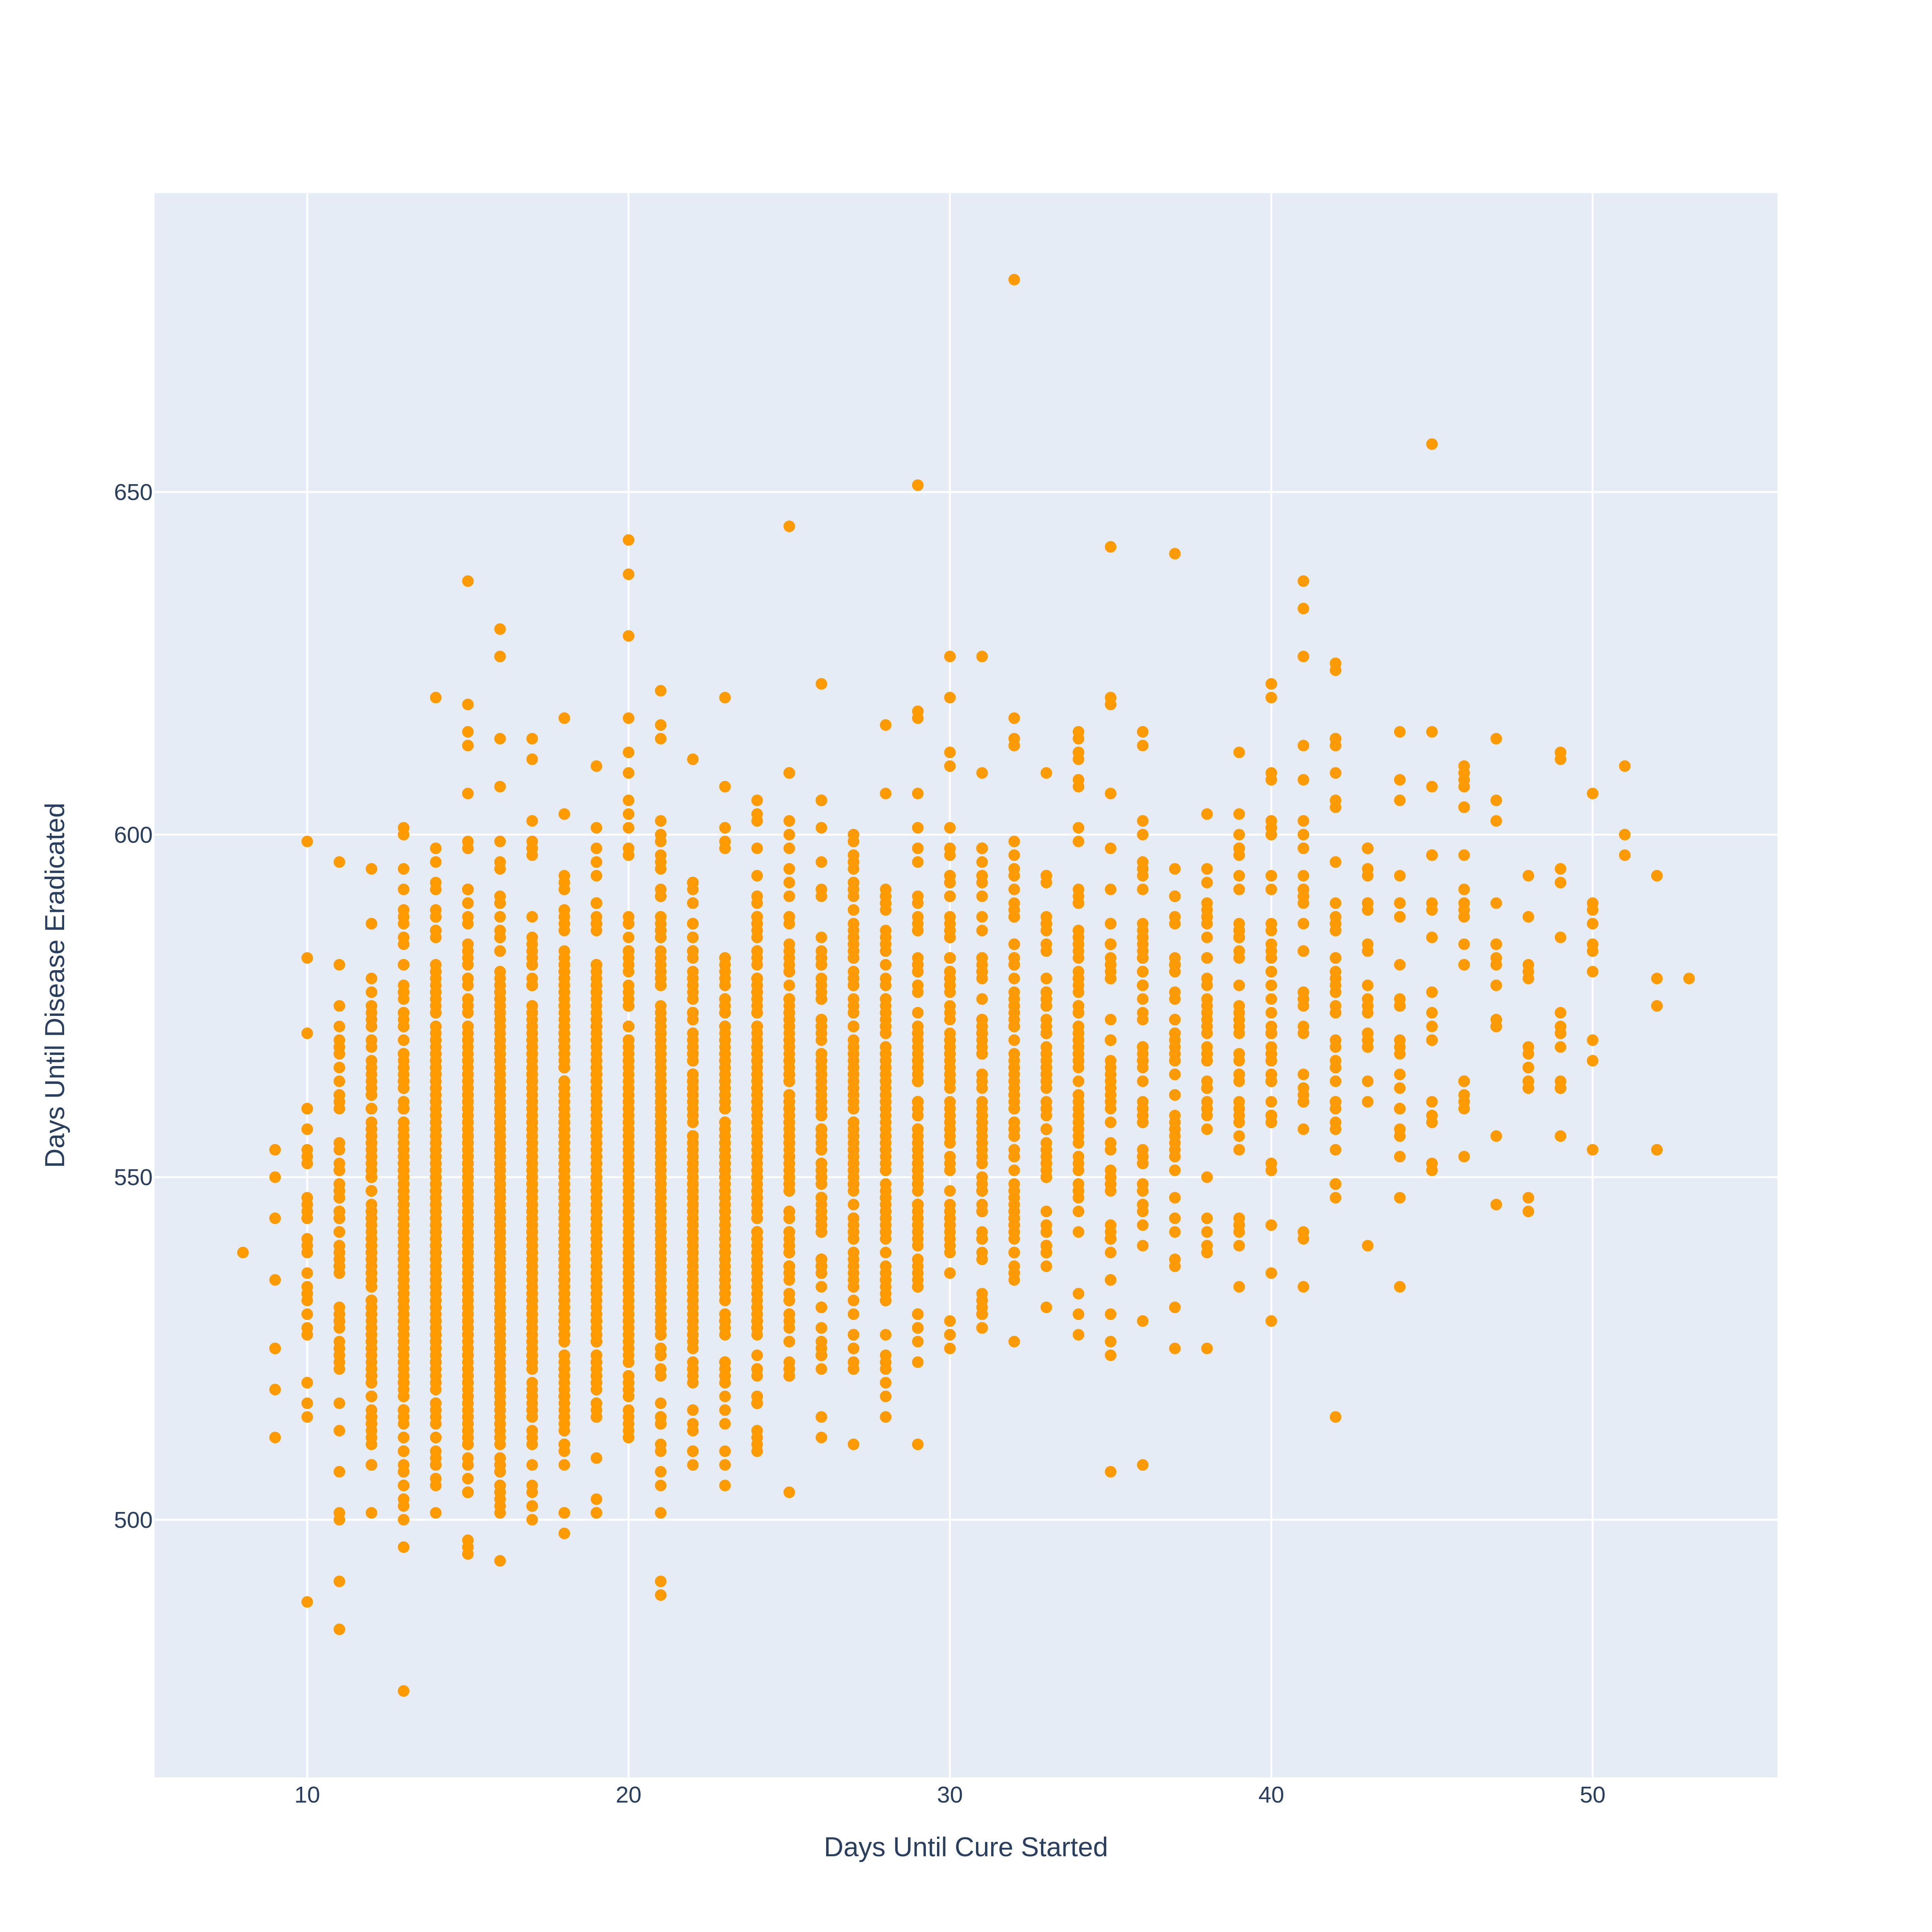 650
600
550
500
Days Until Disease Eradicated
10 20 30 40 50
Days Until Cure Started